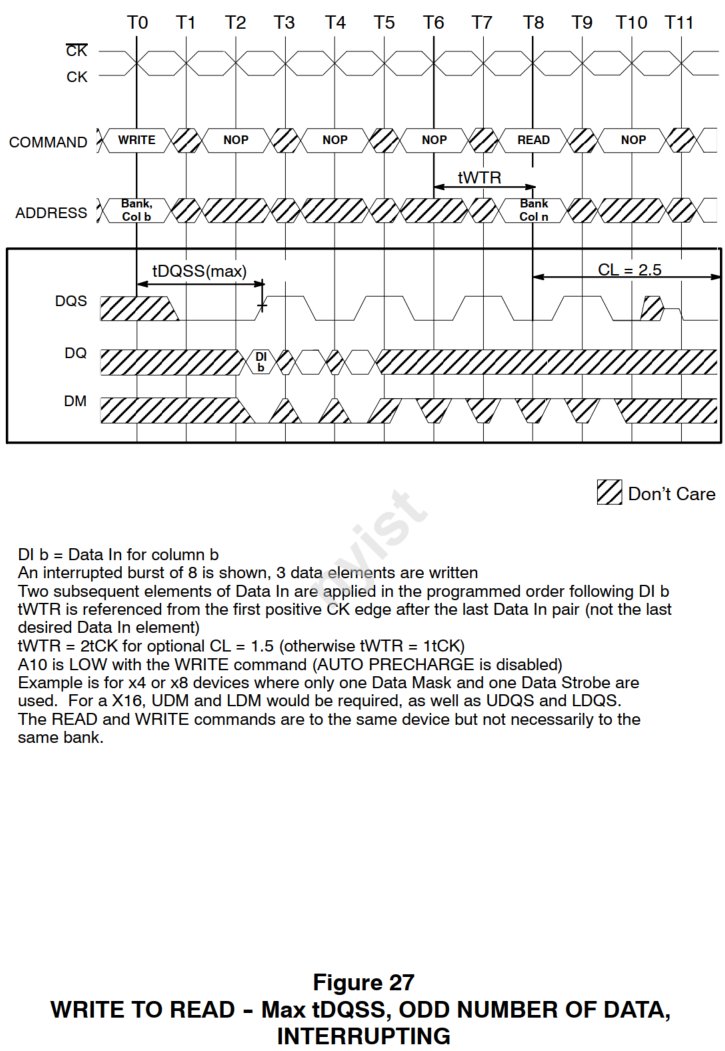 T0 T1 T2 T3 T4 T5 T6 T7 T8 T9 T10 T11
CK
CK
COMMAND WRITE NOP NOP NOP READ NOP
tWTR
ADDRESS Bank, Col b Bank Col n
tDQSS(max) CL = 2.5
DQS
DQ DI b
DM
Don't Care
nyist
DI b = Data In for column b
An interrupted burst of 8 is shown, 3 data elements are written
Two subsequent elements of Data In are applied in the programmed order following DI b
tWTR is referenced from the first positive CK edge after the last Data In pair (not the last
desired Data In element)
tWTR = 2tCK for optional CL = 1.5 (otherwise tWTR = 1tCK)
A10 is LOW with the WRITE command (AUTO PRECHARGE is disabled)
Example is for x4 or x8 devices where only one Data Mask and one Data Strobe are
used. For a X16, UDM and LDM would be required, as well as UDQS and LDQS.
The READ and WRITE commands are to the same device but not necessarily to the
same bank.
Figure 27
WRITE TO READ – Max tDQSS, ODD NUMBER OF DATA,
INTERRUPTING